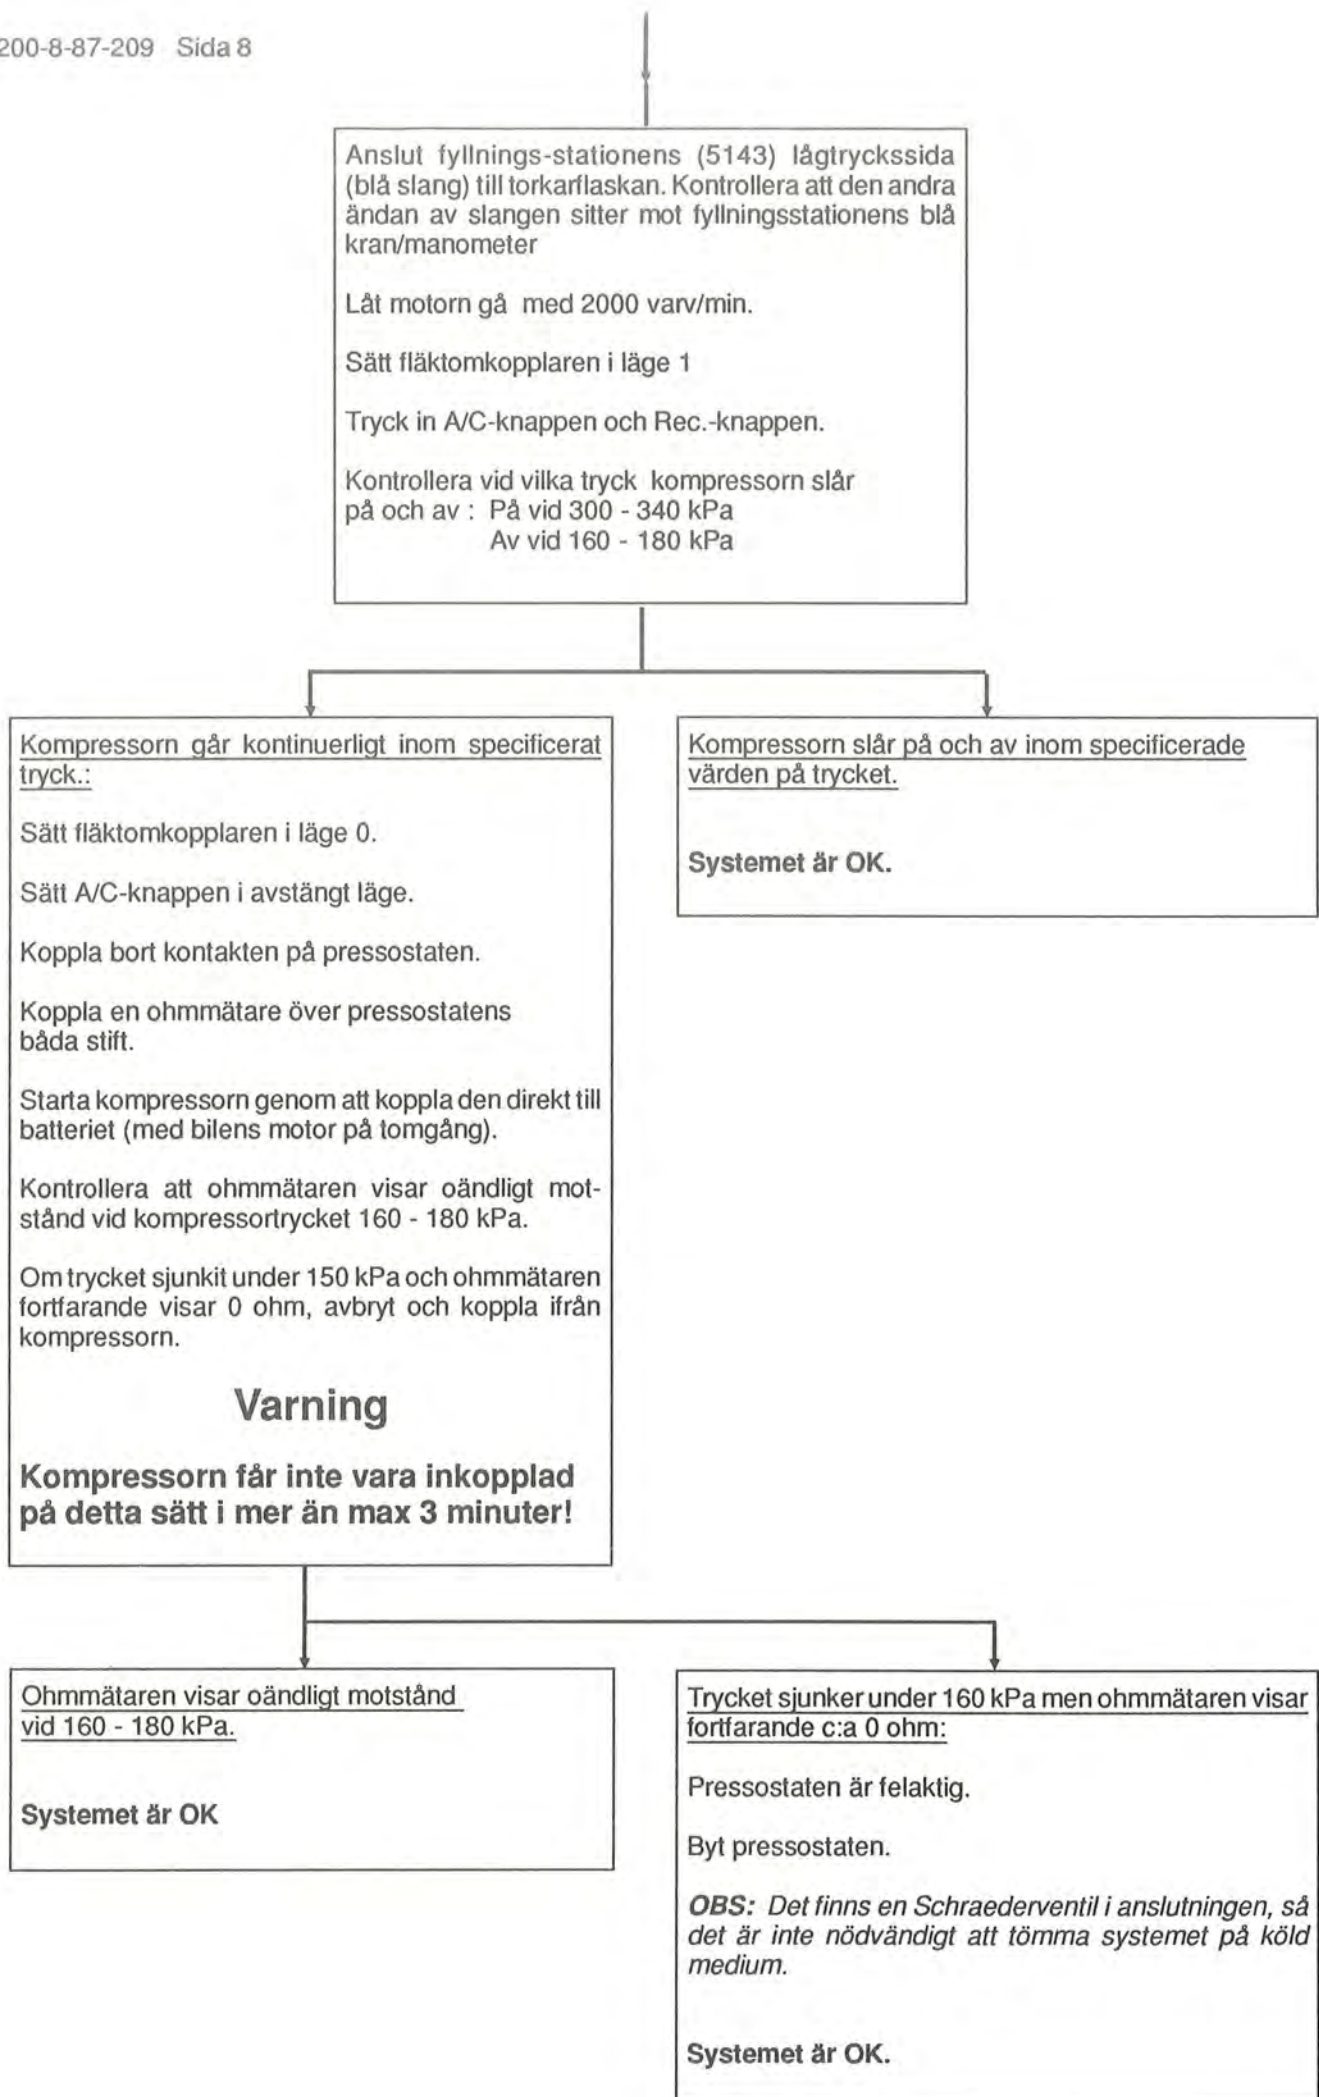 200-8-87-209 Sida 8
Anslut fyllnings-stationens (5143) lågtryckssida
(blå slang) till torkarflaskan. Kontrollera att den andra
ändan av slangen sitter mot fyllningsstationens blå
kran/manometer
Låt motorn gå med 2000 varv/min.
Sätt fläktomkopplaren i läge 1
Tryck in A/C-knappen och Rec.-knappen.
Kontrollera vid vilka tryck kompressorn slår
på och av : På vid 300 - 340 kPa
Av vid 160 - 180 kPa
Kompressorn går kontinuerligt inom specificerat
tryck.:
Sätt fläktomkopplaren i läge 0.
Sätt A/C-knappen i avstängt läge.
Koppla bort kontakten på pressostaten.
Koppla en ohmmätare över pressostatens
båda stift.
Starta kompressorn genom att koppla den direkt till
batteriet (med bilens motor på tomgång).
Kontrollera att ohmmätaren visar oändligt mot-
stånd vid kompressortrycket 160 - 180 kPa.
Om trycket sjunkit under 150 kPa och ohmmätaren
fortfarande visar 0 ohm, avbryt och koppla ifrån
kompressorn.
Varning
Kompressorn får inte vara inkopplad
på detta sätt i mer än max 3 minuter!
Kompressorn slår på och av inom specificerade
värden på trycket.
Systemet är OK.
Ohmmätaren visar oändligt motstånd
vid 160 - 180 kPa.
Systemet är OK
Trycket sjunker under 160 kPa men ohmmätaren visar
fortfarande c:a 0 ohm:
Pressostaten är felaktig.
Byt pressostaten.
OBS: Det finns en Schraederventil i anslutningen, så
det är inte nödvändigt att tömma systemet på köld
medium.
Systemet är OK.